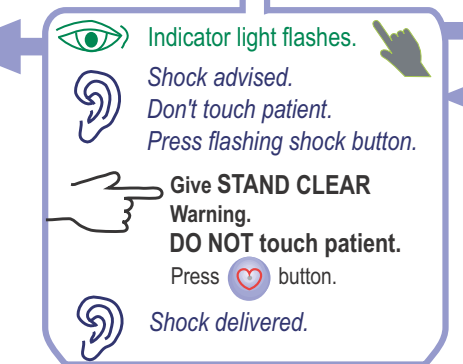 Indicator light flashes.
Shock advised.
Don't touch patient.
Press flashing shock button.
Give STAND CLEAR
Warning.
DO NOT touch patient.
Press button.
Shock delivered.